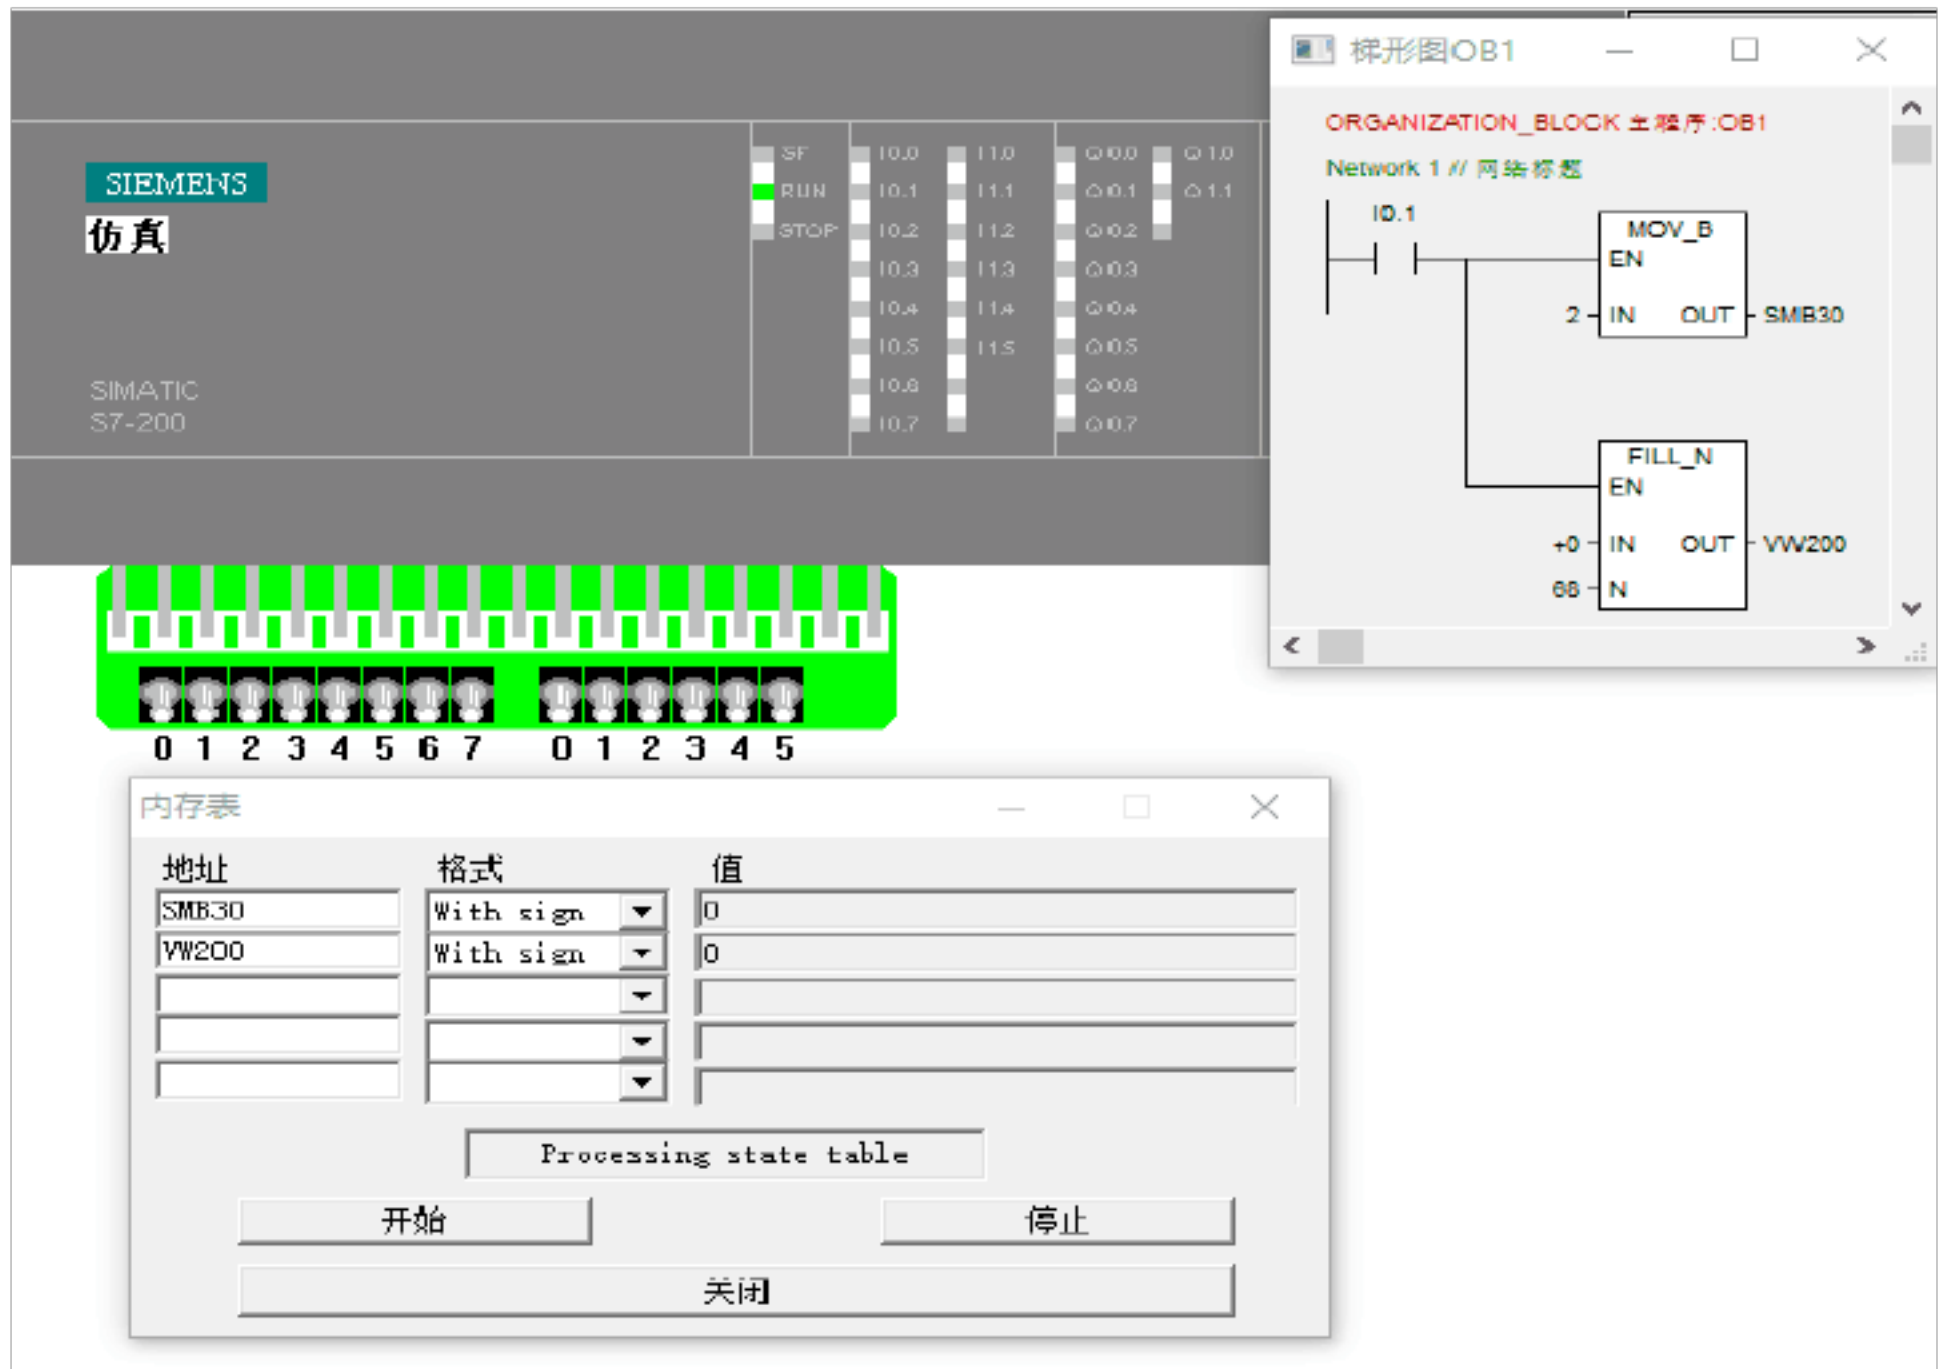 梯形图OB1
ORGANIZATION_BLOCK 主程序:OB1
Network 1 // 网络标题
I0.1
MOV_B
EN
2 IN OUT SMB30
FILL_N
EN
+0 IN OUT VW200
68 N
SIEMENS
仿真
SIMATIC
S7-200
SF I0.0 I1.0 Q0.0 Q1.0
RUN I0.1 I1.1 Q0.1 Q1.1
STOP I0.2 I1.2 Q0.2
I0.3 I1.3 Q0.3
I0.4 I1.4 Q0.4
I0.5 I1.5 Q0.5
I0.6 Q0.6
I0.7 Q0.7
0 1 2 3 4 5 6 7 0 1 2 3 4 5
内存表
地址 格式 值
SMB30 With sign 0
VW200 With sign 0
Processing state table
开始 停止
关闭